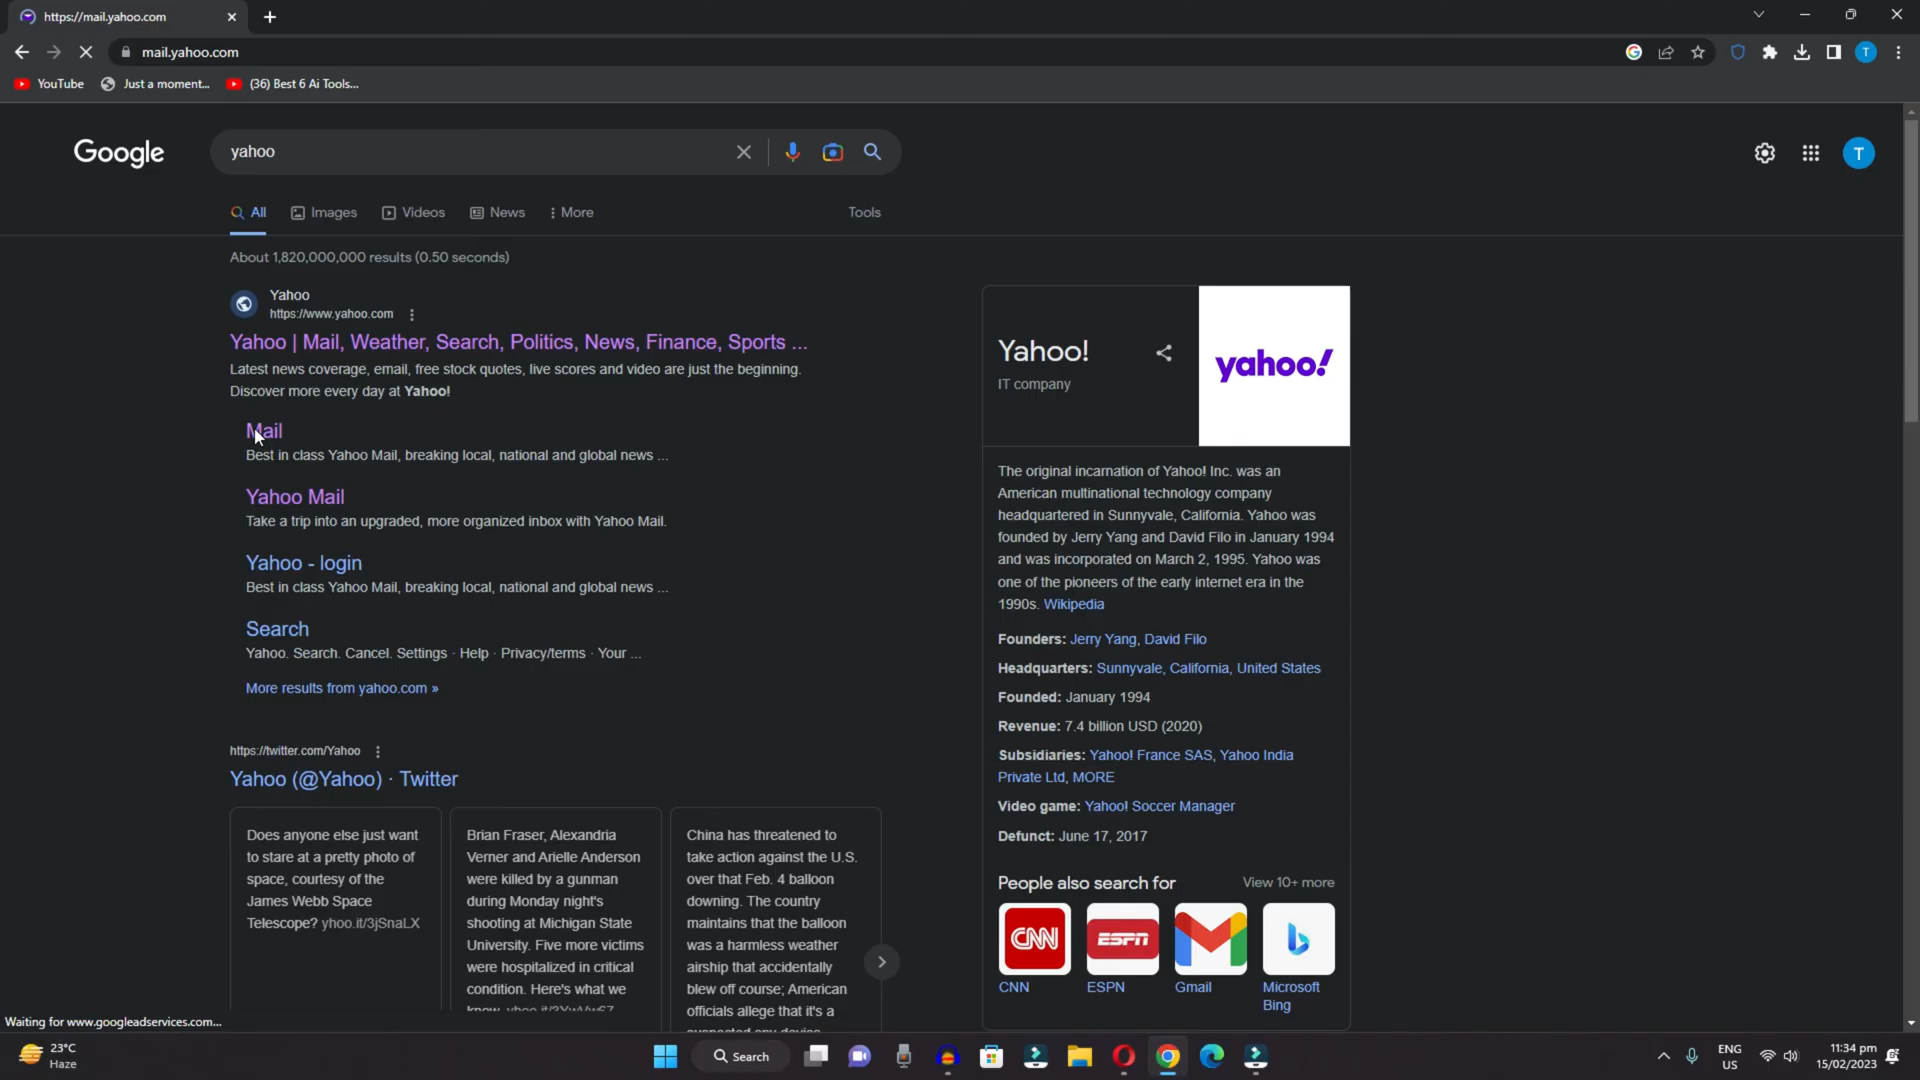 https://mail.yahoo.com
mail.yahoo.com
T
YouTube
Just a moment...
(36) Best 6 Ai Tools...
Google
yahoo
T
All
Images
Videos
News
More
Tools
About 1,820,000,000 results (0.50 seconds)
Yahoo
https://www.yahoo.com
Yahoo | Mail, Weather, Search, Politics, News, Finance, Sports ...
Latest news coverage, email, free stock quotes, live scores and video are just the beginning.
Discover more every day at Yahoo!
Mail
Best in class Yahoo Mail, breaking local, national and global news ...
Yahoo Mail
Take a trip into an upgraded, more organized inbox with Yahoo Mail.
Yahoo - login
Best in class Yahoo Mail, breaking local, national and global news ...
Search
Yahoo. Search. Cancel. Settings · Help · Privacy/terms · Your ...
More results from yahoo.com »
https://twitter.com/Yahoo
Yahoo (@Yahoo) · Twitter
Does anyone else just want
to stare at a pretty photo of
space, courtesy of the
James Webb Space
Telescope? yhoo.it/3jSnaLX
Brian Fraser, Alexandria
Verner and Arielle Anderson
were killed by a gunman
during Monday night's
shooting at Michigan State
University. Five more victims
were hospitalized in critical
condition. Here's what we
China has threatened to
take action against the U.S.
over that Feb. 4 balloon
downing. The country
maintains that the balloon
was a harmless weather
airship that accidentally
blew off course; American
officials allege that it's a
Yahoo!
IT company
yahoo!
The original incarnation of Yahoo! Inc. was an
American multinational technology company
headquartered in Sunnyvale, California. Yahoo was
founded by Jerry Yang and David Filo in January 1994
and was incorporated on March 2, 1995. Yahoo was
one of the pioneers of the early internet era in the
1990s. Wikipedia
Founders: Jerry Yang, David Filo
Headquarters: Sunnyvale, California, United States
Founded: January 1994
Revenue: 7.4 billion USD (2020)
Subsidiaries: Yahoo! France SAS, Yahoo India
Private Ltd, MORE
Video game: Yahoo! Soccer Manager
Defunct: June 17, 2017
People also search for
View 10+ more
CNN
ESPN
CNN
ESPN
Gmail
Microsoft
Bing
Waiting for www.googleadservices.com...
23°C
Haze
Search
ENG
US
11:34 pm
15/02/2023